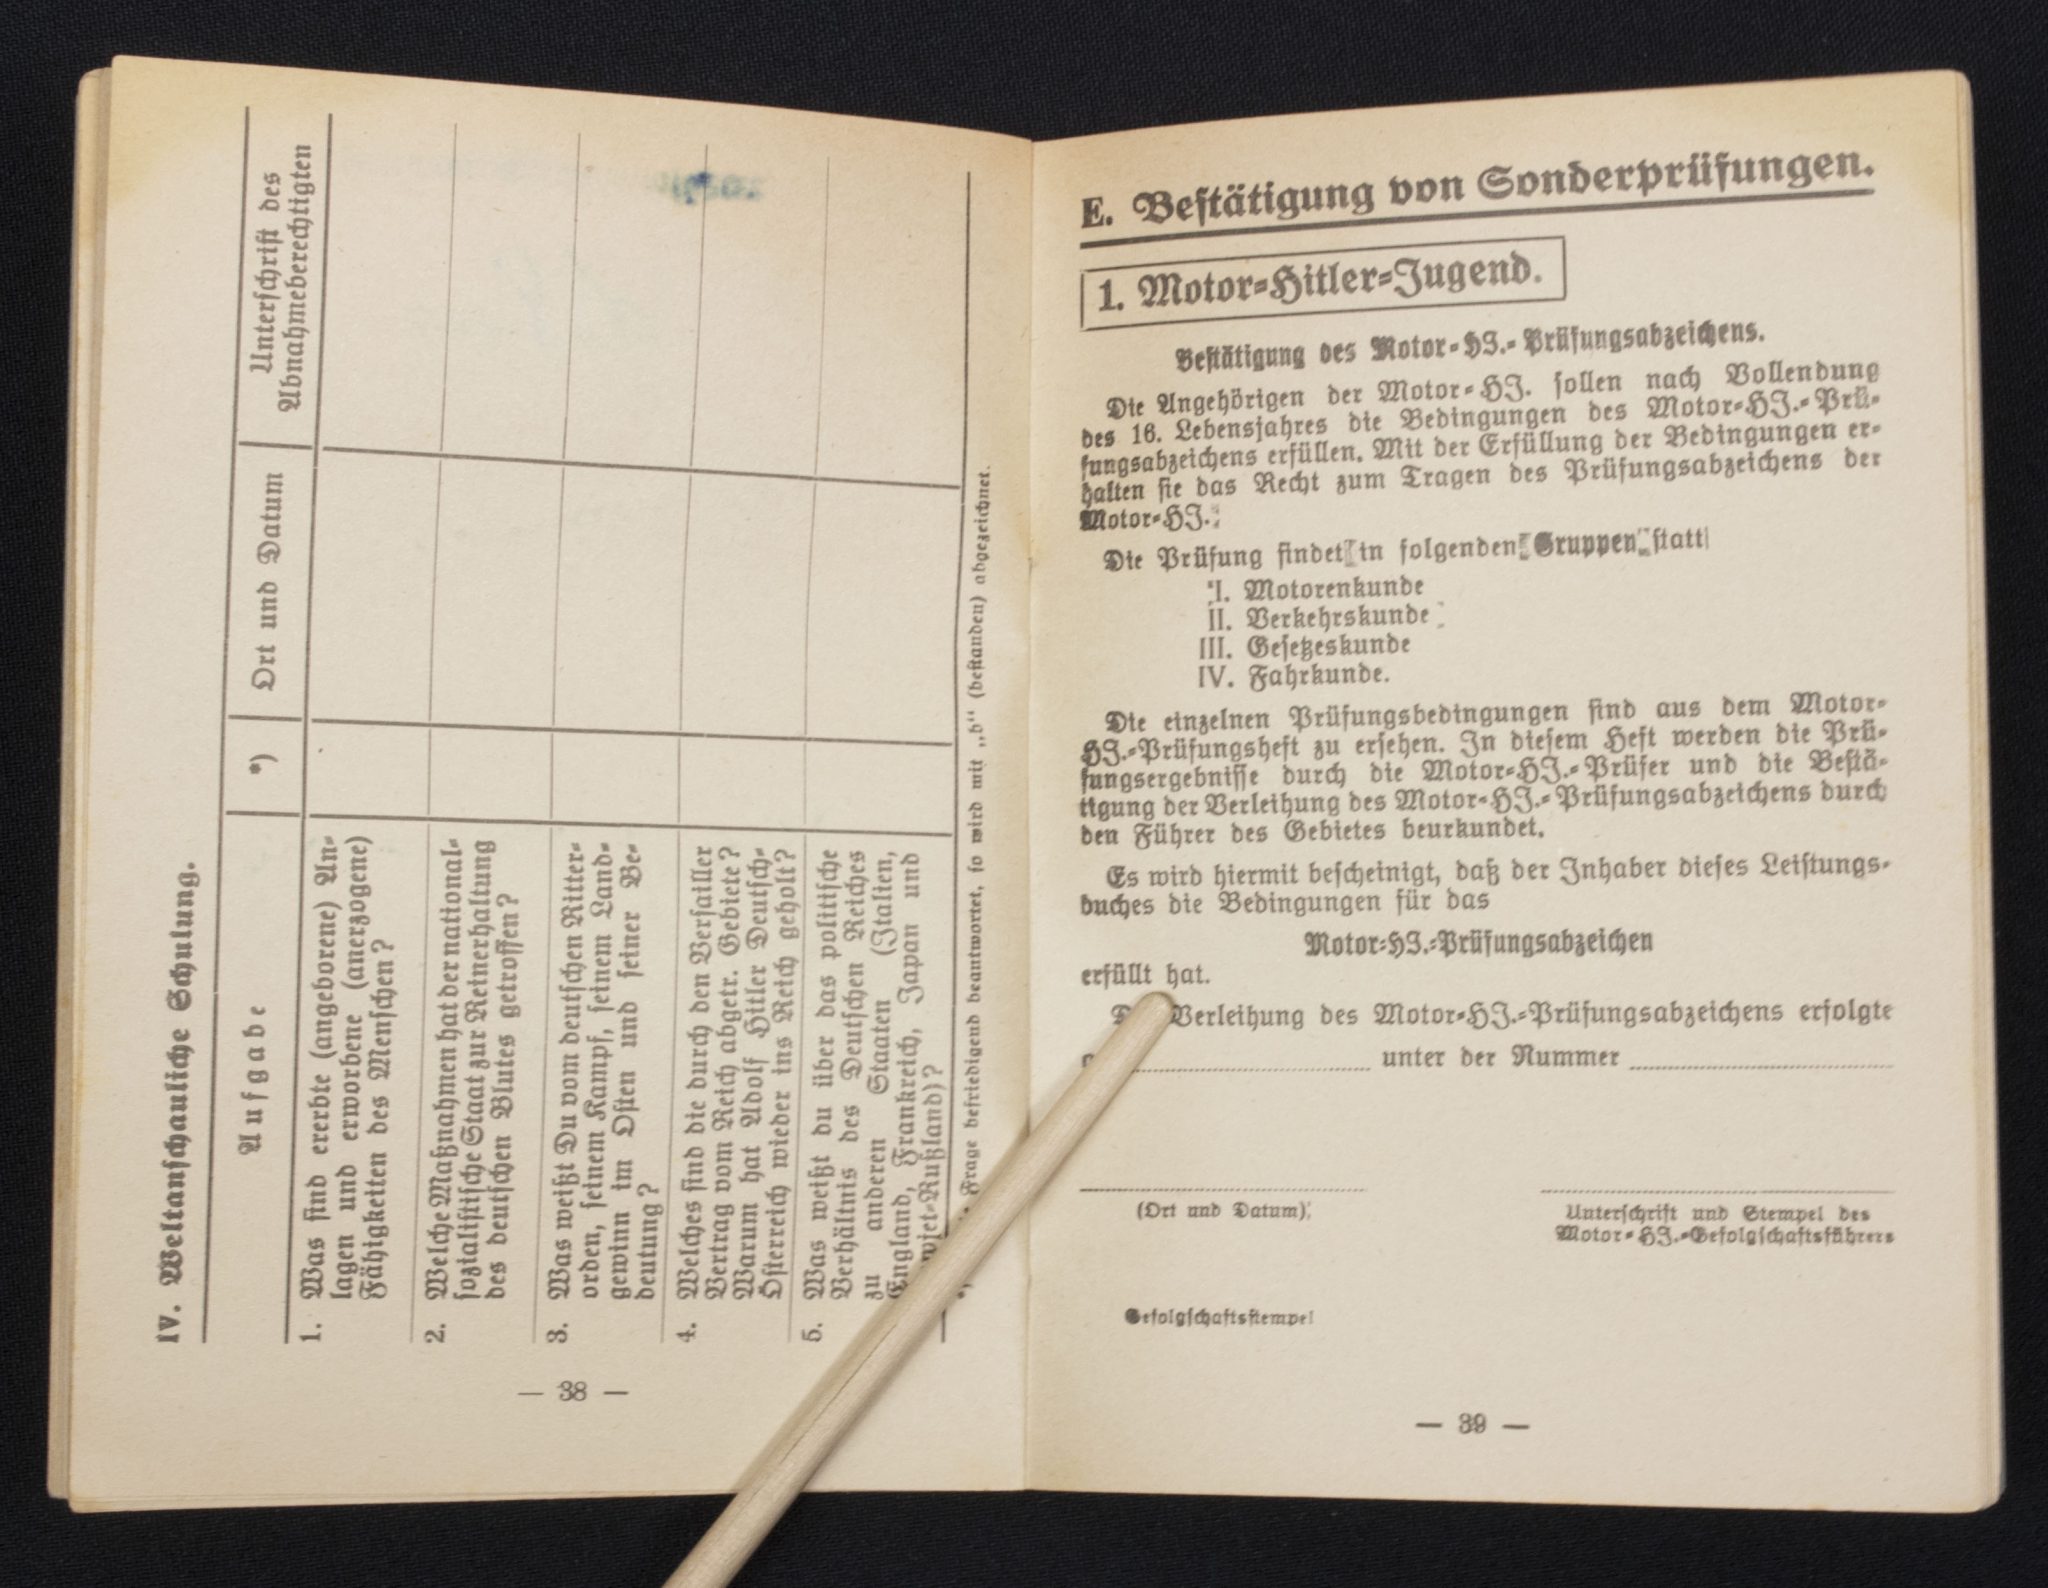 IV. Weltanschauliche Schulung.
Aufgabe
*)
Ort und Datum
Unterschrift des
Abnahmeberechtigten
1. Was sind ererbte (angeborene) An-
lagen und erworbene (anerzogene)
Fähigkeiten des Menschen?
2. Welche Maßnahmen hat der national-
sozialistische Staat zur Reinerhaltung
des deutschen Blutes getroffen?
3. Was weißt Du vom deutschen Ritter-
orden, seinem Kampf, seinem Land-
gewinn im Osten und seiner Be-
deutung?
4. Welches sind die durch den Versailler
Vertrag vom Reich abgetr. Gebiete?
Warum hat Adolf Hitler Deutsch-
Österreich wieder ins Reich geholt?
5. Was weißt du über das politische
Verhältnis des Deutschen Reiches
zu anderen Staaten (Italien,
England, Frankreich, Japan und
wjet-Rußland)?
*) Frage befriedigend beantwortet, so wird mit „b“ (bestanden) abgezeichnet.
— 38 —
E. Bestätigung von Sonderprüfungen.
1. Motor-Hitler-Jugend.
Bestätigung des Motor-HJ.-Prüfungsabzeichens.
Die Angehörigen der Motor-HJ. sollen nach Vollendung
des 16. Lebensjahres die Bedingungen des Motor-HJ.-Prü-
fungsabzeichens erfüllen. Mit der Erfüllung der Bedingungen er-
halten sie das Recht zum Tragen des Prüfungsabzeichens der
Motor-HJ.
Die Prüfung findet in folgenden Gruppen statt
I. Motorenkunde
II. Verkehrskunde
III. Gesetzeskunde
IV. Fahrkunde.
Die einzelnen Prüfungsbedingungen sind aus dem Motor-
HJ.-Prüfungsheft zu ersehen. In diesem Heft werden die Prü-
fungsergebnisse durch die Motor-HJ.-Prüfer und die Bestä-
tigung der Verleihung des Motor-HJ.-Prüfungsabzeichens durch
den Führer des Gebietes beurkundet.
Es wird hiermit bescheinigt, daß der Inhaber dieses Leistungs-
buches die Bedingungen für das
Motor-HJ.-Prüfungsabzeichen
erfüllt hat.
Verleihung des Motor-HJ.-Prüfungsabzeichens erfolgte
unter der Nummer
(Ort und Datum)
Unterschrift und Stempel des
Motor-HJ.-Gefolgschaftsführers
Gefolgschaftsstempel
— 39 —